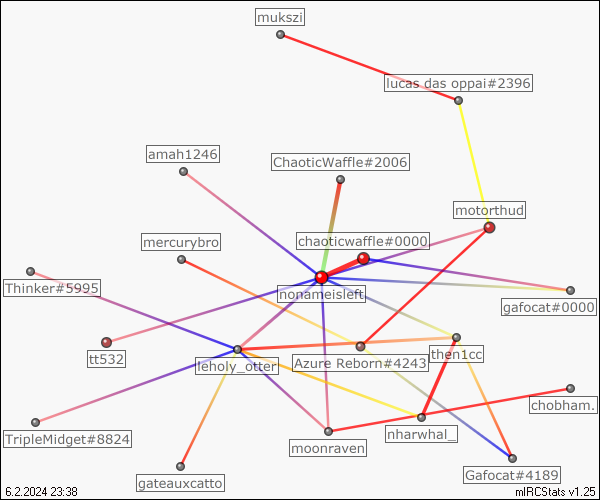 mukszi
lucas das oppai#2396
amah1246
ChaoticWaffle#2006
motorthud
mercurybro
chaoticwaffle#0000
Thinker#5995
nonameisleft
gafocat#0000
tt532
leholy_otter
Azure Reborn#4243
then1cc
chobham.
TripleMidget#8824
moonraven
nharwhal_
gateauxcatto
Gafocat#4189
6.2.2024 23:38
mIRCStats v1.25